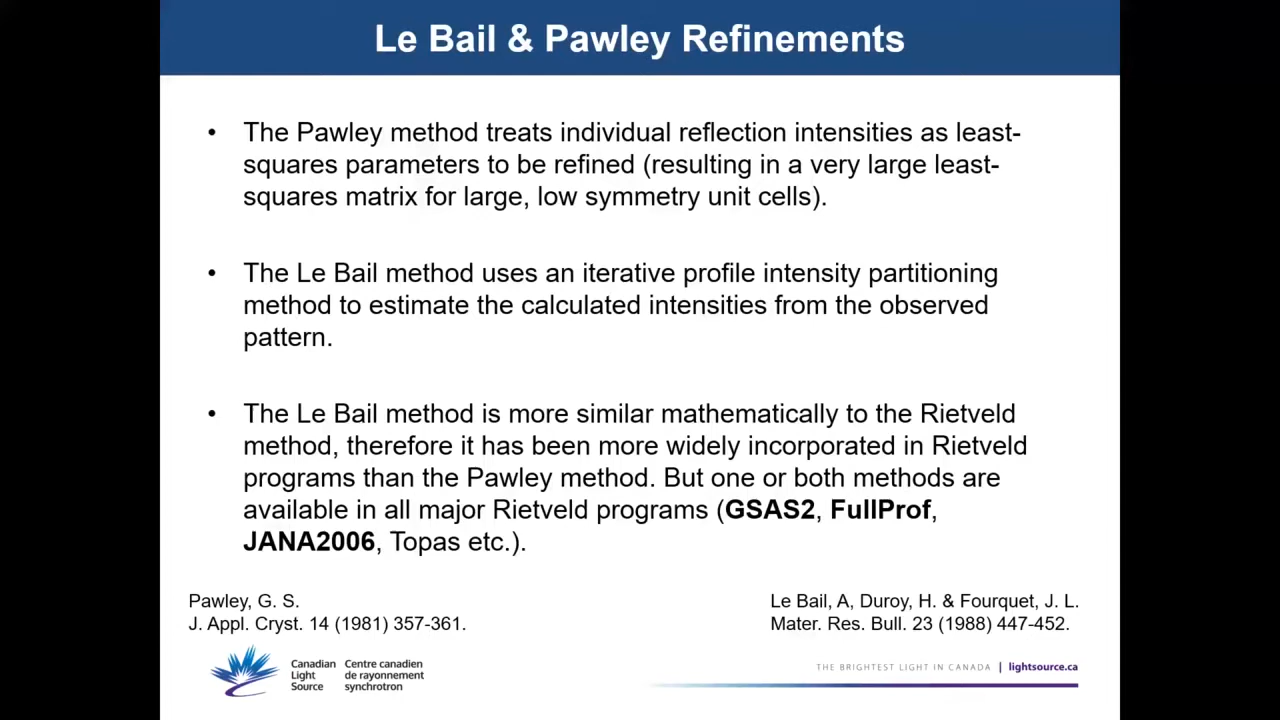 Le Bail & Pawley Refinements
• The Pawley method treats individual reflection intensities as least-
squares parameters to be refined (resulting in a very large least-
squares matrix for large, low symmetry unit cells).
• The Le Bail method uses an iterative profile intensity partitioning
method to estimate the calculated intensities from the observed
pattern.
• The Le Bail method is more similar mathematically to the Rietveld
method, therefore it has been more widely incorporated in Rietveld
programs than the Pawley method. But one or both methods are
available in all major Rietveld programs (GSAS2, FullProf,
JANA2006, Topas etc.).
Pawley, G. S.
J. Appl. Cryst. 14 (1981) 357-361.
Le Bail, A, Duroy, H. & Fourquet, J. L.
Mater. Res. Bull. 23 (1988) 447-452.
Canadian
Light
Source
Centre canadien
de rayonnement
synchrotron
THE BRIGHTEST LIGHT IN CANADA | lightsource.ca